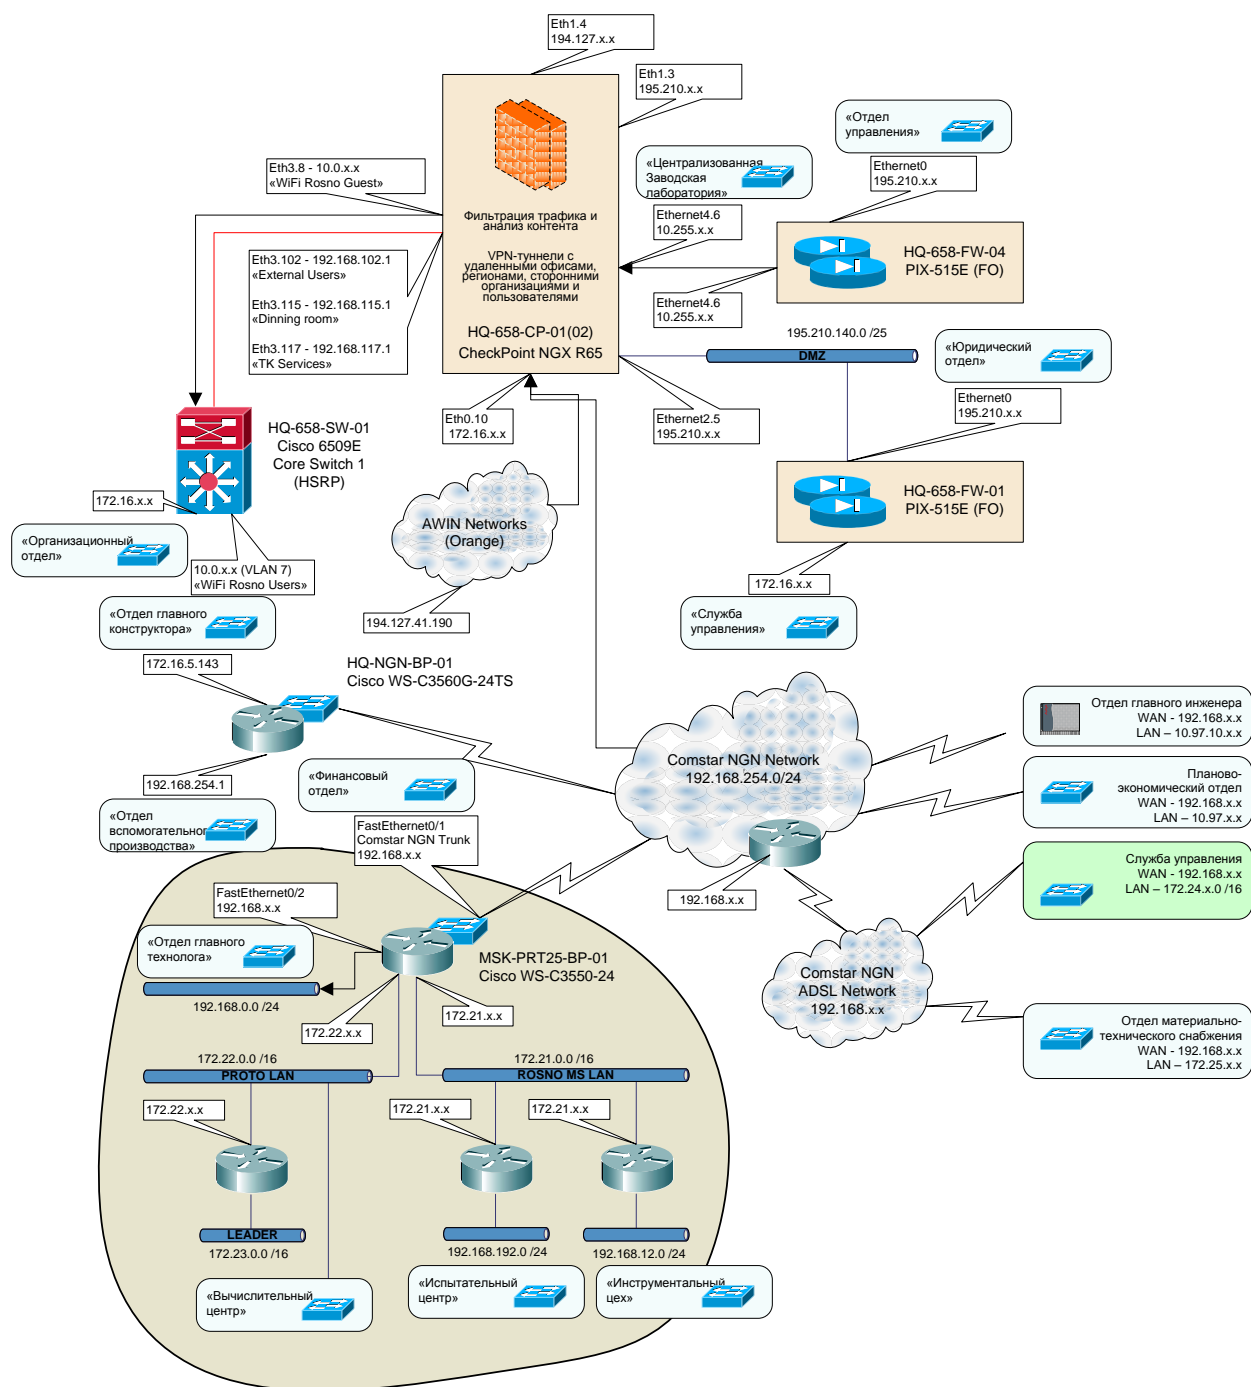 Eth1.4
194.127.x.x
Eth1.3
195.210.x.x
«Отдел
управления»
Ethernet0
195.210.x.x
«Централизованная
Заводская
лаборатория»
Eth3.8 - 10.0.x.x
«WiFi Rosno Guest»
Фильтрация трафика и
анализ контента
VPN-туннели с
удаленными офисами,
регионами, сторонними
организациями и
пользователями
HQ-658-CP-01(02)
CheckPoint NGX R65
Ethernet4.6
10.255.x.x
HQ-658-FW-04
PIX-515E (FO)
Eth3.102 - 192.168.102.1
«External Users»
Eth3.115 - 192.168.115.1
«Dinning room»
Eth3.117 - 192.168.117.1
«TK Services»
Ethernet4.6
10.255.x.x
195.210.140.0 /25
DMZ
«Юридический
отдел»
Ethernet0
195.210.x.x
Eth0.10
172.16.x.x
Ethernet2.5
195.210.x.x
HQ-658-SW-01
Cisco 6509E
Core Switch 1
(HSRP)
HQ-658-FW-01
PIX-515E (FO)
172.16.x.x
«Организационный
отдел»
10.0.x.x (VLAN 7)
«WiFi Rosno Users»
AWIN Networks
(Orange)
172.16.x.x
«Отдел главного
конструктора»
194.127.41.190
«Служба
управления»
172.16.5.143
HQ-NGN-BP-01
Cisco WS-C3560G-24TS
Отдел главного инженера
WAN - 192.168.x.x
LAN – 10.97.10.x.x
Comstar NGN Network
192.168.254.0/24
192.168.254.1
«Финансовый
отдел»
Планово-
экономический отдел
WAN - 192.168.x.x
LAN – 10.97.x.x
«Отдел
вспомогательного
производства»
FastEthernet0/1
Comstar NGN Trunk
192.168.x.x
Служба управления
WAN - 192.168.x.x
LAN – 172.24.x.0 /16
192.168.x.x
FastEthernet0/2
192.168.x.x
«Отдел главного
технолога»
MSK-PRT25-BP-01
Cisco WS-C3550-24
Comstar NGN
ADSL Network
192.168.x.x
192.168.0.0 /24
172.21.x.x
172.22.x.x
Отдел материально-
технического снабжения
WAN - 192.168.x.x
LAN – 172.25.x.x
172.22.0.0 /16
PROTO LAN
172.21.0.0 /16
ROSNO MS LAN
172.22.x.x
172.21.x.x
172.21.x.x
LEADER
172.23.0.0 /16
192.168.192.0 /24
192.168.12.0 /24
«Вычислительный
центр»
«Испытательный
центр»
«Инструментальный
цех»